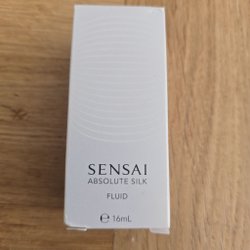 SENSAI
ABSOLUTE SILK
FLUID
℮ 16mL